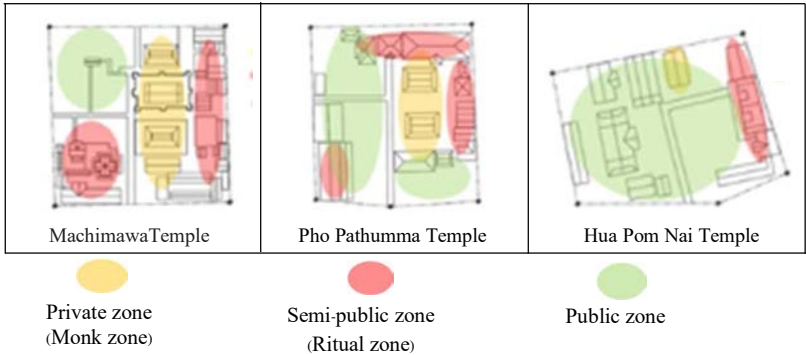 MachimawaTemple
Pho Pathumma Temple
Hua Pom Nai Temple
Private zone
(Monk zone)
Semi-public zone
(Ritual zone)
Public zone